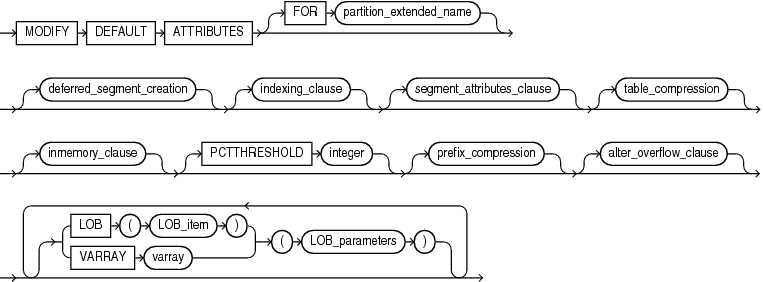 FOR partition_extended_name
MODIFY DEFAULT ATTRIBUTES
deferred_segment_creation indexing_clause segment_attributes_clause table_compression
inmemory_clause PCTTHRESHOLD integer prefix_compression alter_overflow_clause
LOB ( LOB_item )
( LOB_parameters )
VARRAY varray